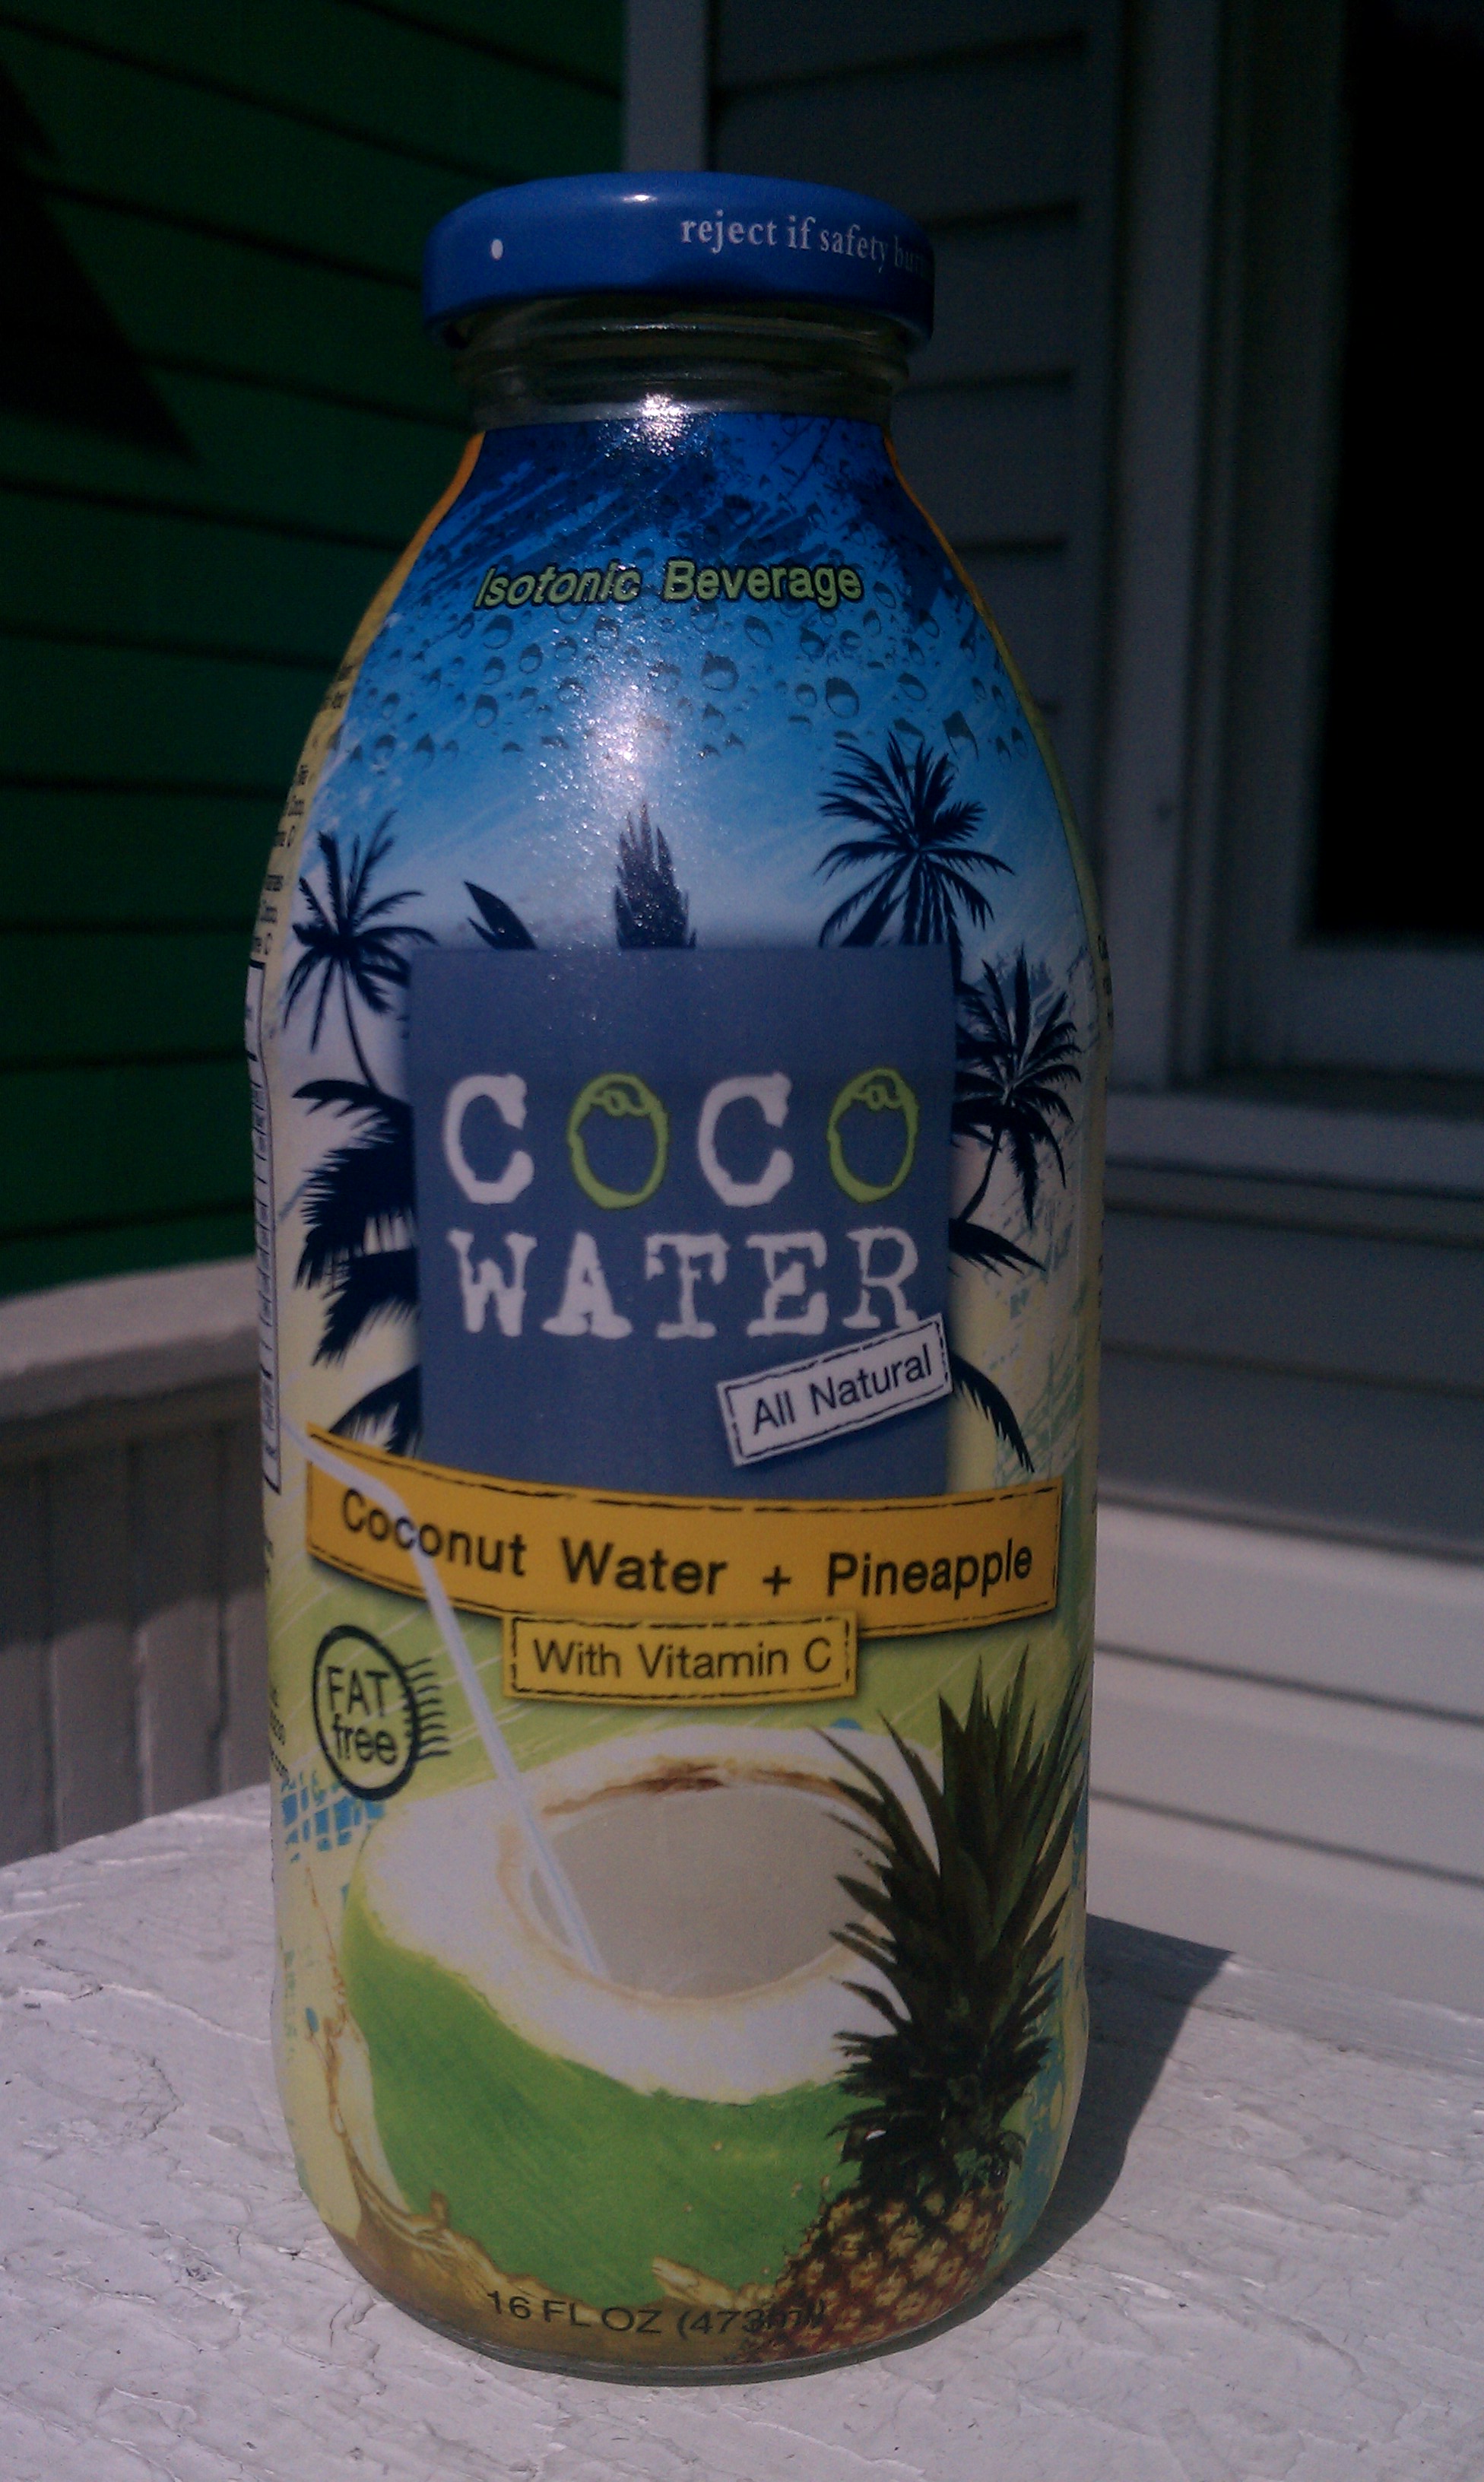 reject if safety
Isotonic Beverage
COCO
WATER
All Natural
Coconut Water + Pineapple
With Vitamin C
FAT
free
16 FL OZ (473ml)